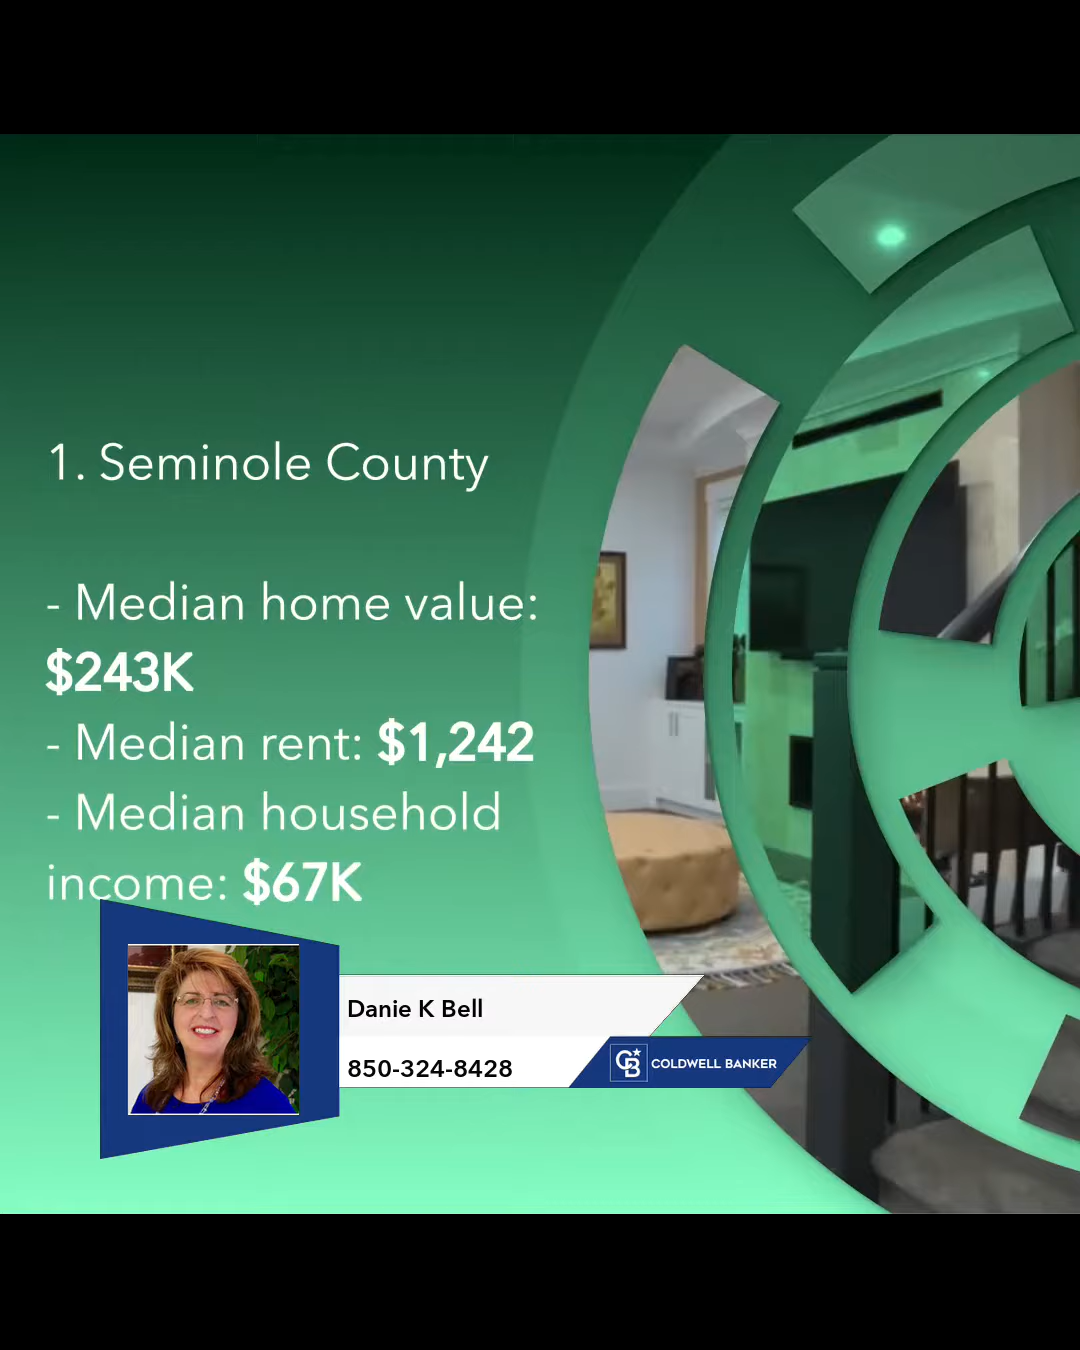 1. Seminole County
- Median home value:
$243K
- Median rent: $1,242
- Median household
income: $67K
Danie K Bell
850-324-8428
CB COLDWELL BANKER